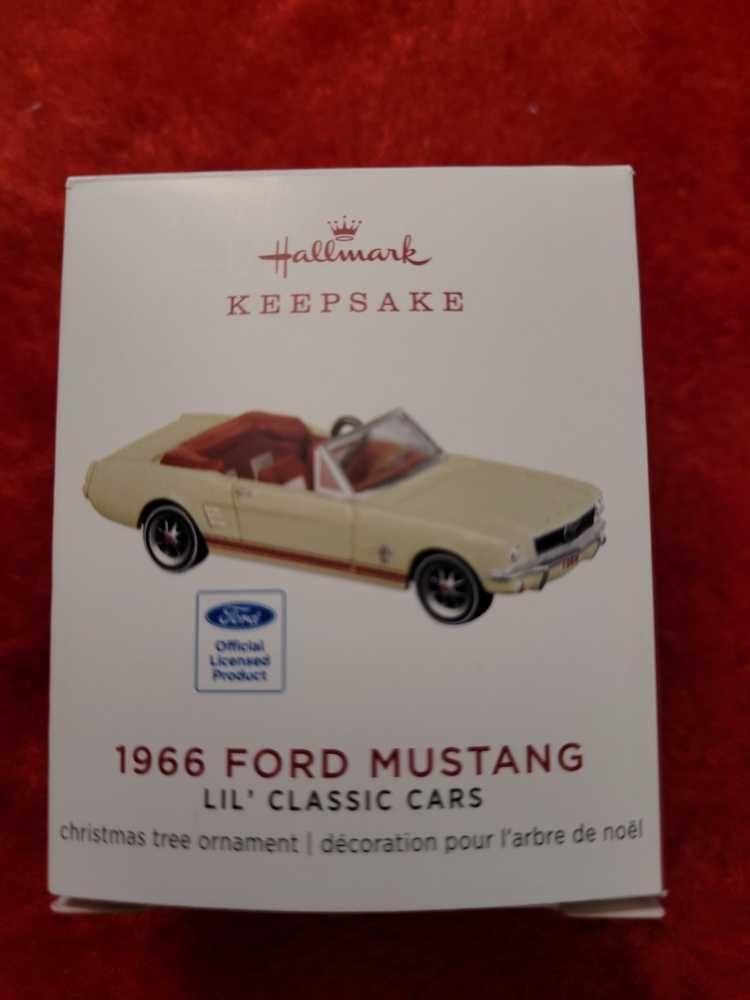 Hallmark
KEEPSAKE
Ford
Official
Licensed
Product
1966 FORD MUSTANG
LIL' CLASSIC CARS
christmas tree ornament | décoration pour l'arbre de noël